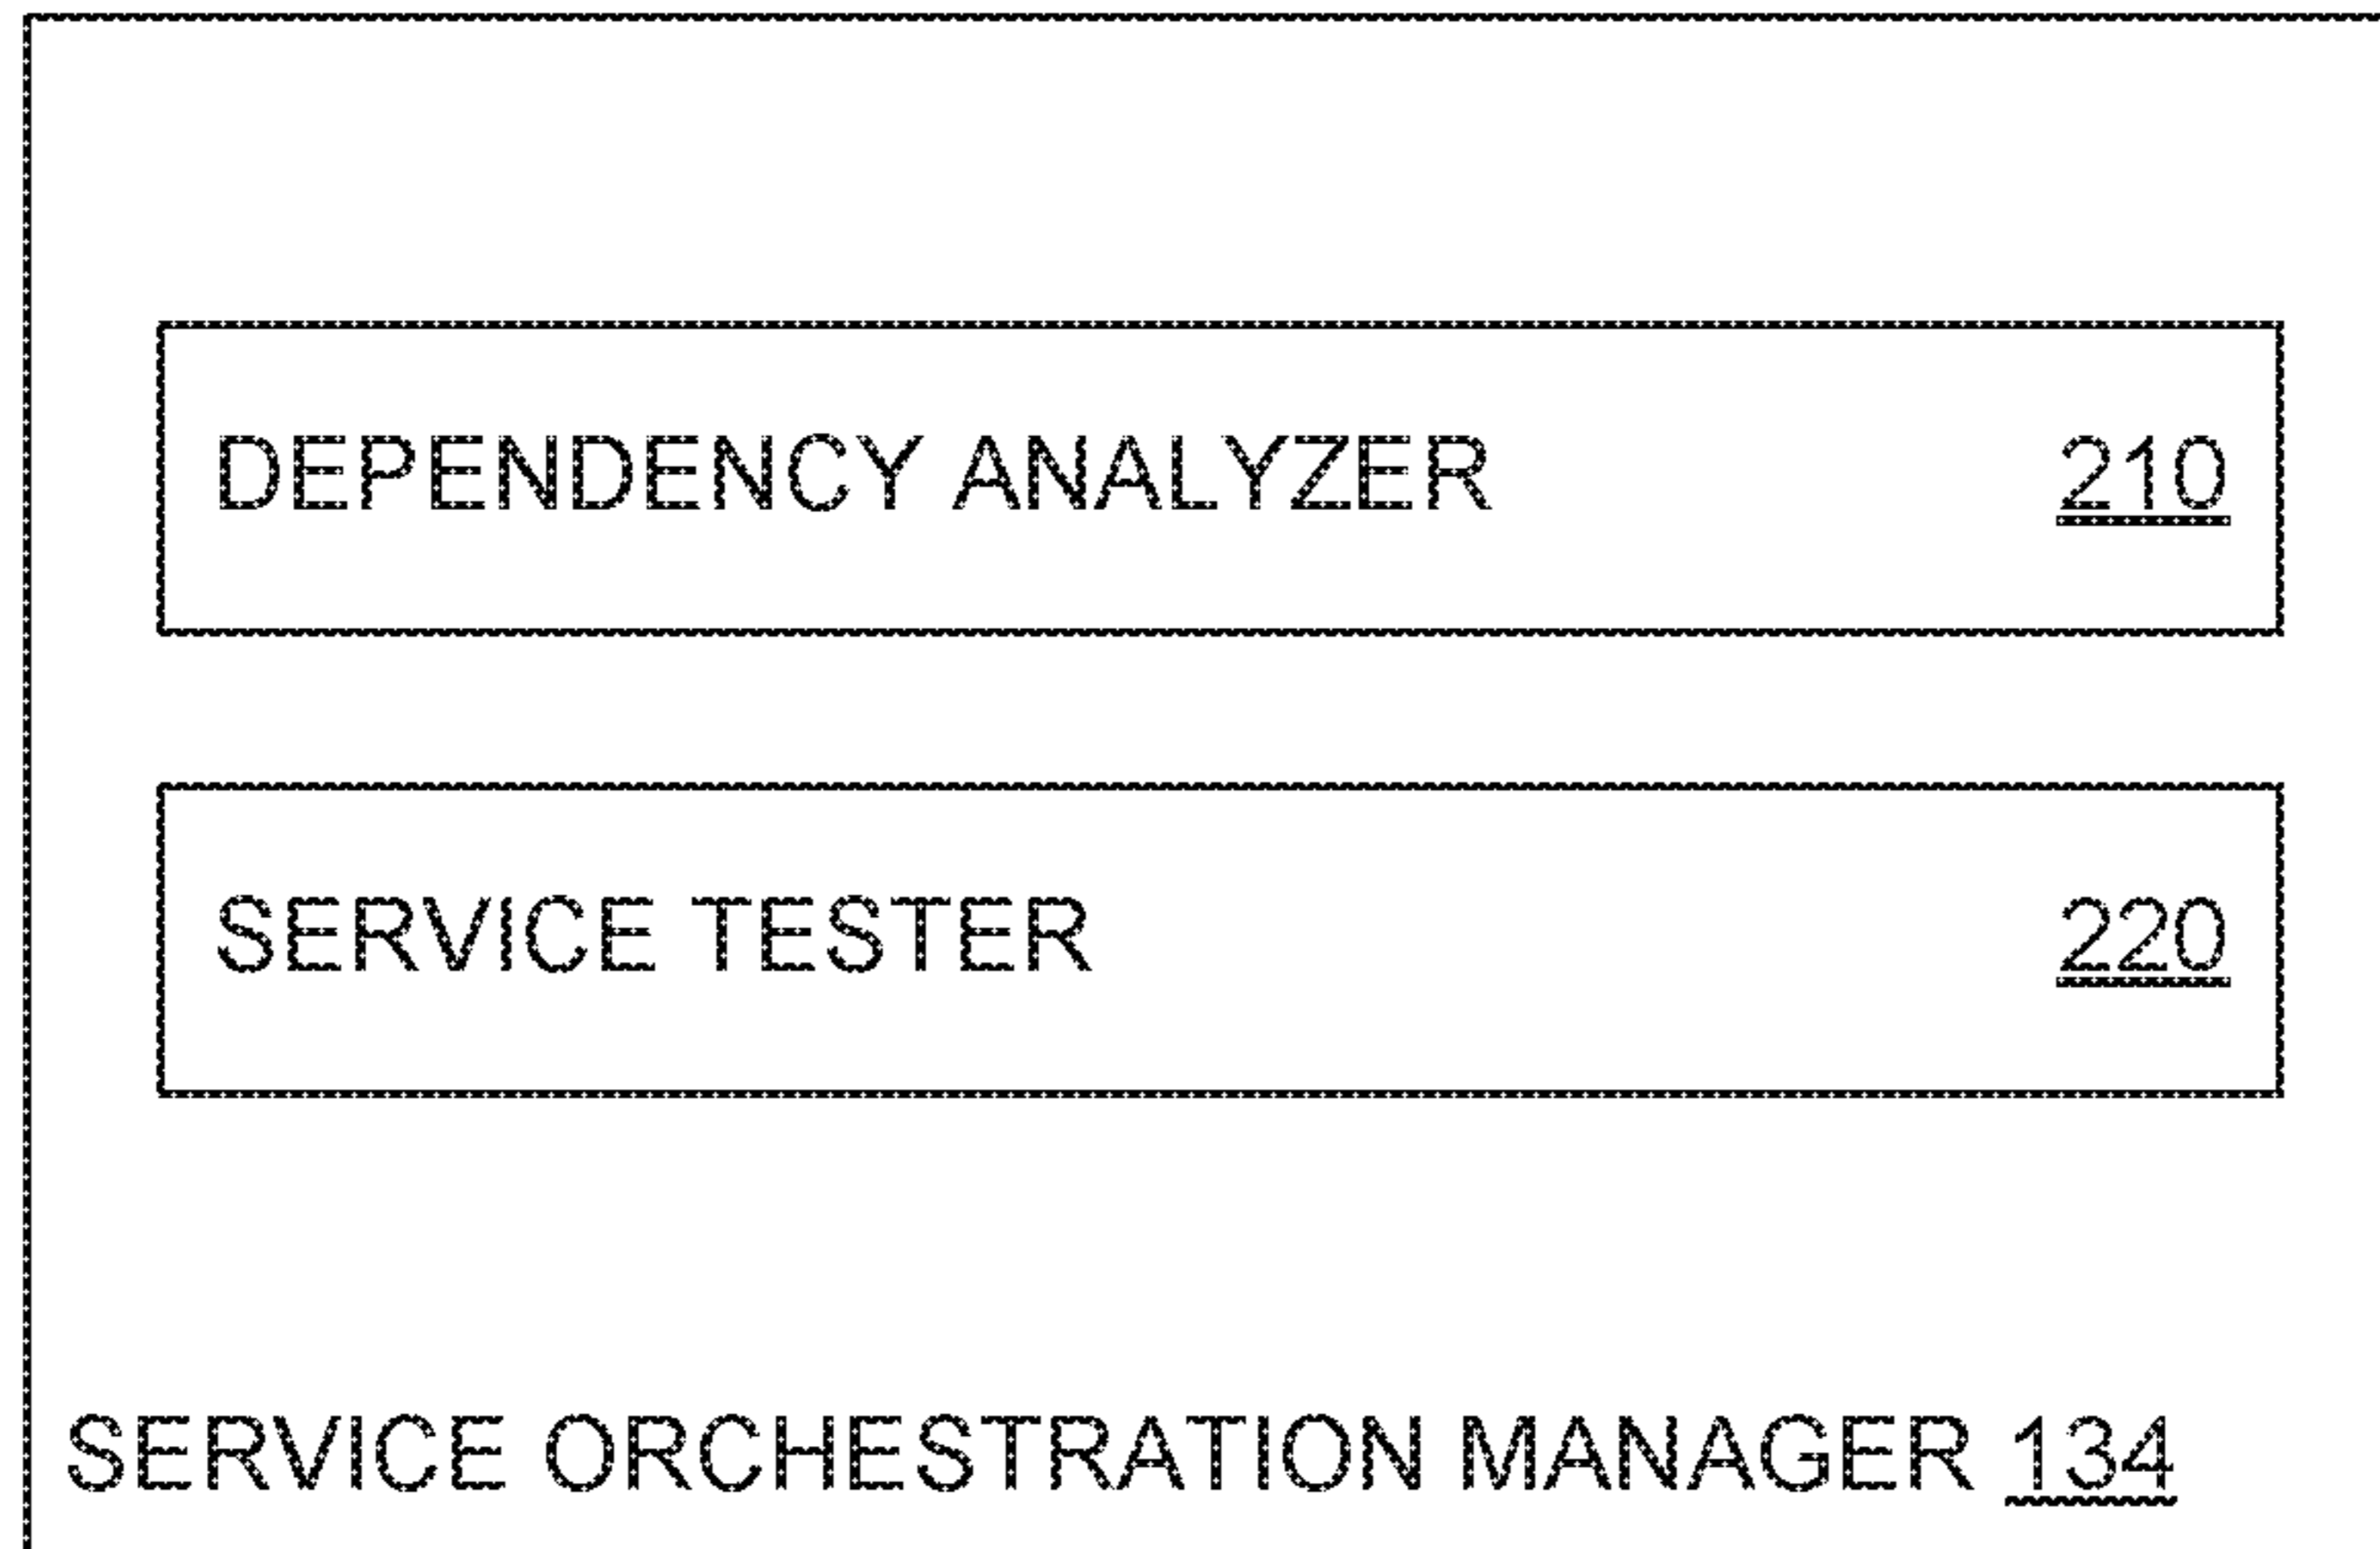 DEPENDENCY ANALYZER 210
SERVICE TESTER 220
SERVICE ORCHESTRATION MANAGER 134